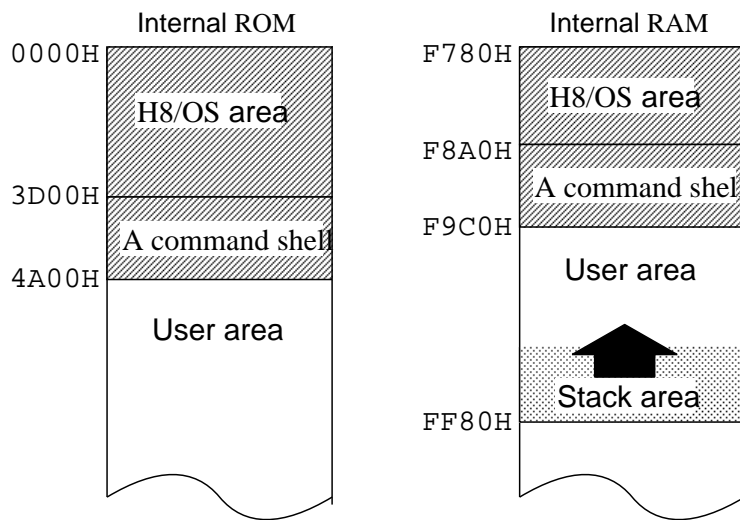 Internal ROM
0000H
H8/OS area
3D00H
A command shell
4A00H
User area
Internal RAM
F780H
H8/OS area
F8A0H
A command shel
F9C0H
User area
Stack area
FF80H